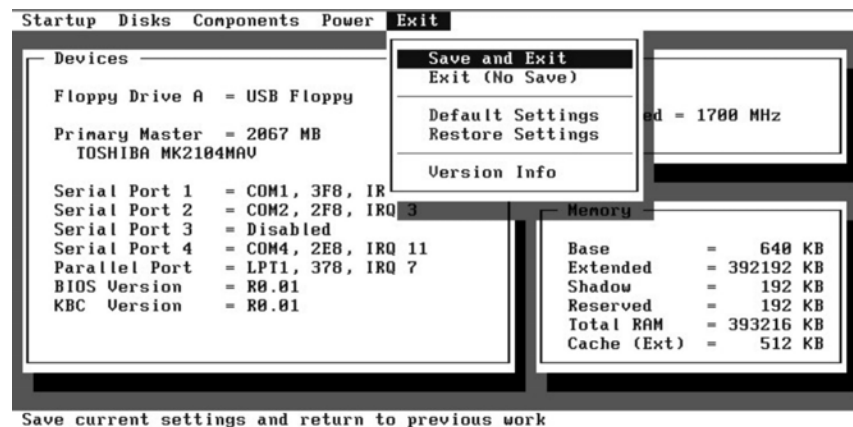 Startup Disks Components Power Exit
Save and Exit
Exit (No Save)
Default Settings
Restore Settings
Version Info
Devices
Floppy Drive A = USB Floppy
Primary Master = 2067 MB
TOSHIBA MK2104MAV
Serial Port 1 = COM1, 3F8, IR
Serial Port 2 = COM2, 2F8, IRQ 3
Serial Port 3 = Disabled
Serial Port 4 = COM4, 2E8, IRQ 11
Parallel Port = LPT1, 378, IRQ 7
BIOS Version = R0.01
KBC Version = R0.01
ed = 1700 MHz
Memory
Base = 640 KB
Extended = 392192 KB
Shadow = 192 KB
Reserved = 192 KB
Total RAM = 393216 KB
Cache (Ext) = 512 KB
Save current settings and return to previous work